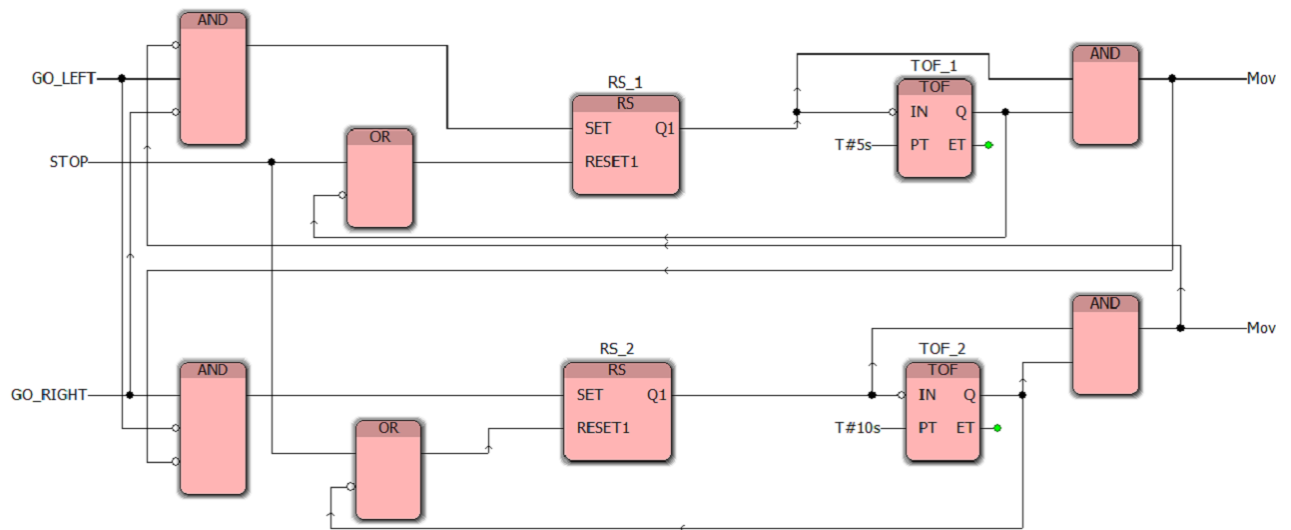 AND
GO_LEFT
STOP
OR
RS_1
RS
SET Q1
RESET1
TOF_1
TOF
IN Q
T#5s PT ET
AND
Mov
GO_RIGHT
AND
OR
RS_2
RS
SET Q1
RESET1
TOF_2
TOF
IN Q
T#10s PT ET
AND
Mov